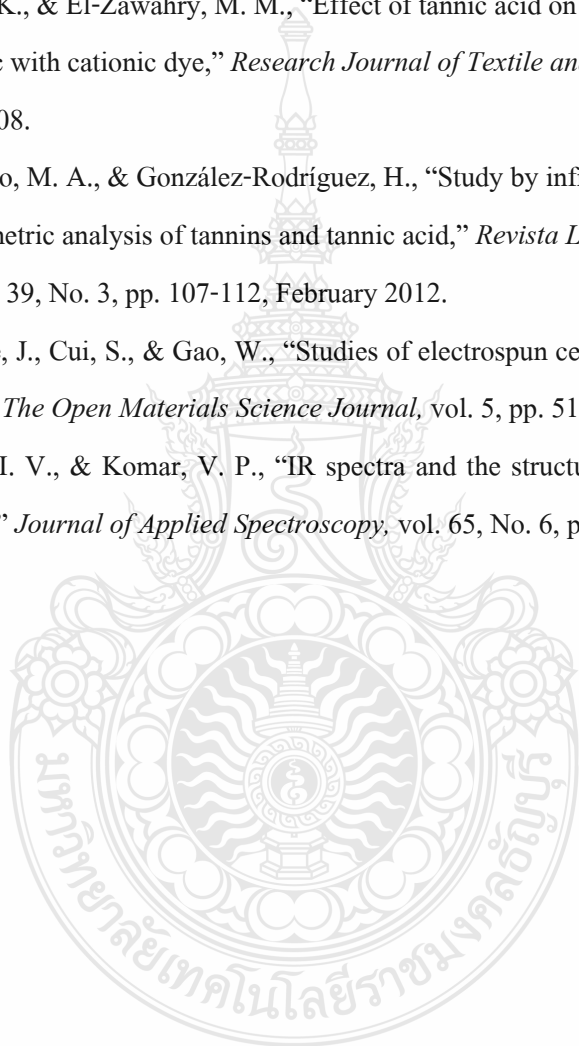 K., & El-Zawahry, M. M., “Effect of tannic acid on
with cationic dye,” Research Journal of Textile an
08.
o, M. A., & González-Rodríguez, H., “Study by inf
etric analysis of tannins and tannic acid,” Revista L
39, No. 3, pp. 107-112, February 2012.
, J., Cui, S., & Gao, W., “Studies of electrospun ce
The Open Materials Science Journal, vol. 5, pp. 51
I. V., & Komar, V. P., “IR spectra and the structu
” Journal of Applied Spectroscopy, vol. 65, No. 6, p
มหาวิทยาลัยเทคโนโลยีราชมงคลธัญบุรี